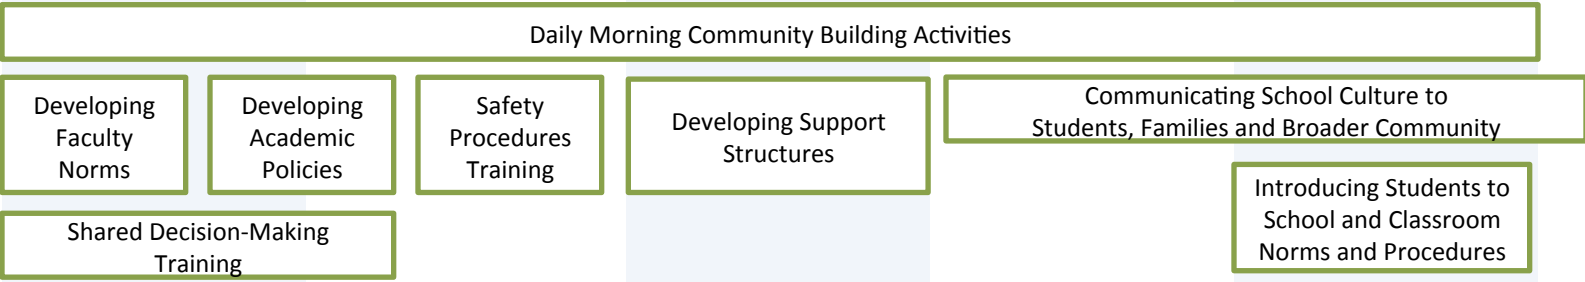 Daily Morning Community Building Activities
Developing
Faculty
Norms
Developing
Academic
Policies
Safety
Procedures
Training
Developing Support
Structures
Communicating School Culture to
Students, Families and Broader Community
Shared Decision-Making
Training
Introducing Students to
School and Classroom
Norms and Procedures